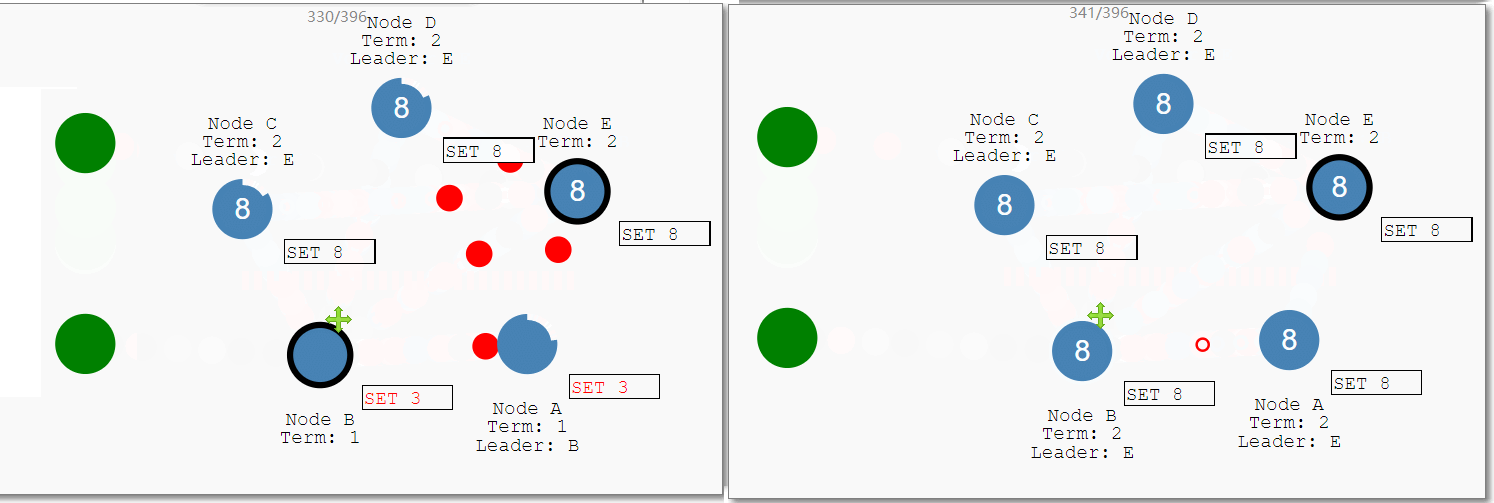 330/396
Node D
Term: 2
Leader: E
8
SET 8
Node C
Term: 2
Leader: E
8
SET 8
Node E
Term: 2
8
SET 8
SET 3
Node B
Term: 1
SET 3
Node A
Term: 1
Leader: B
341/396
Node D
Term: 2
Leader: E
8
SET 8
Node C
Term: 2
Leader: E
8
SET 8
Node E
Term: 2
8
SET 8
8
SET 8
Node B
Term: 2
Leader: E
8
SET 8
Node A
Term: 2
Leader: E